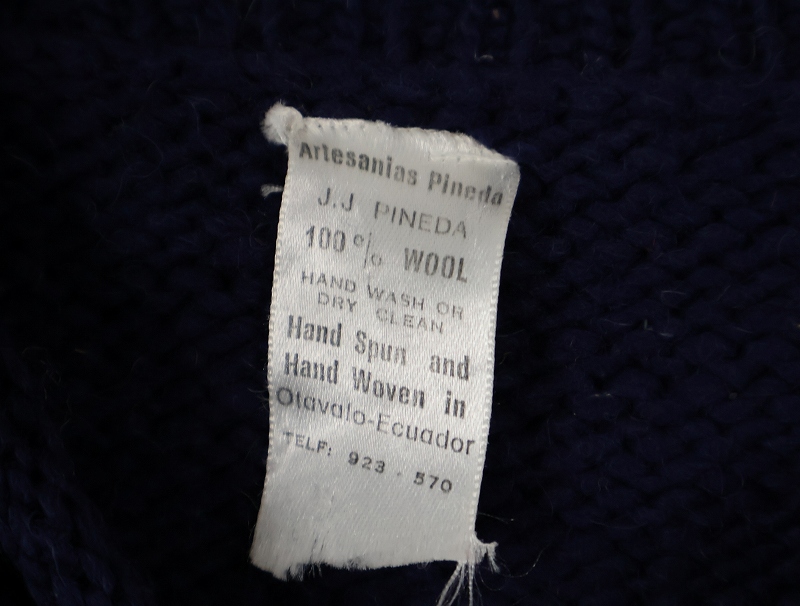 Artesanias Pineda
J.J PINEDA
100% WOOL
HAND WASH OR
DRY CLEAN
Hand Spun and
Hand Woven in
Otavalo-Ecuador
TELF: 923 - 570